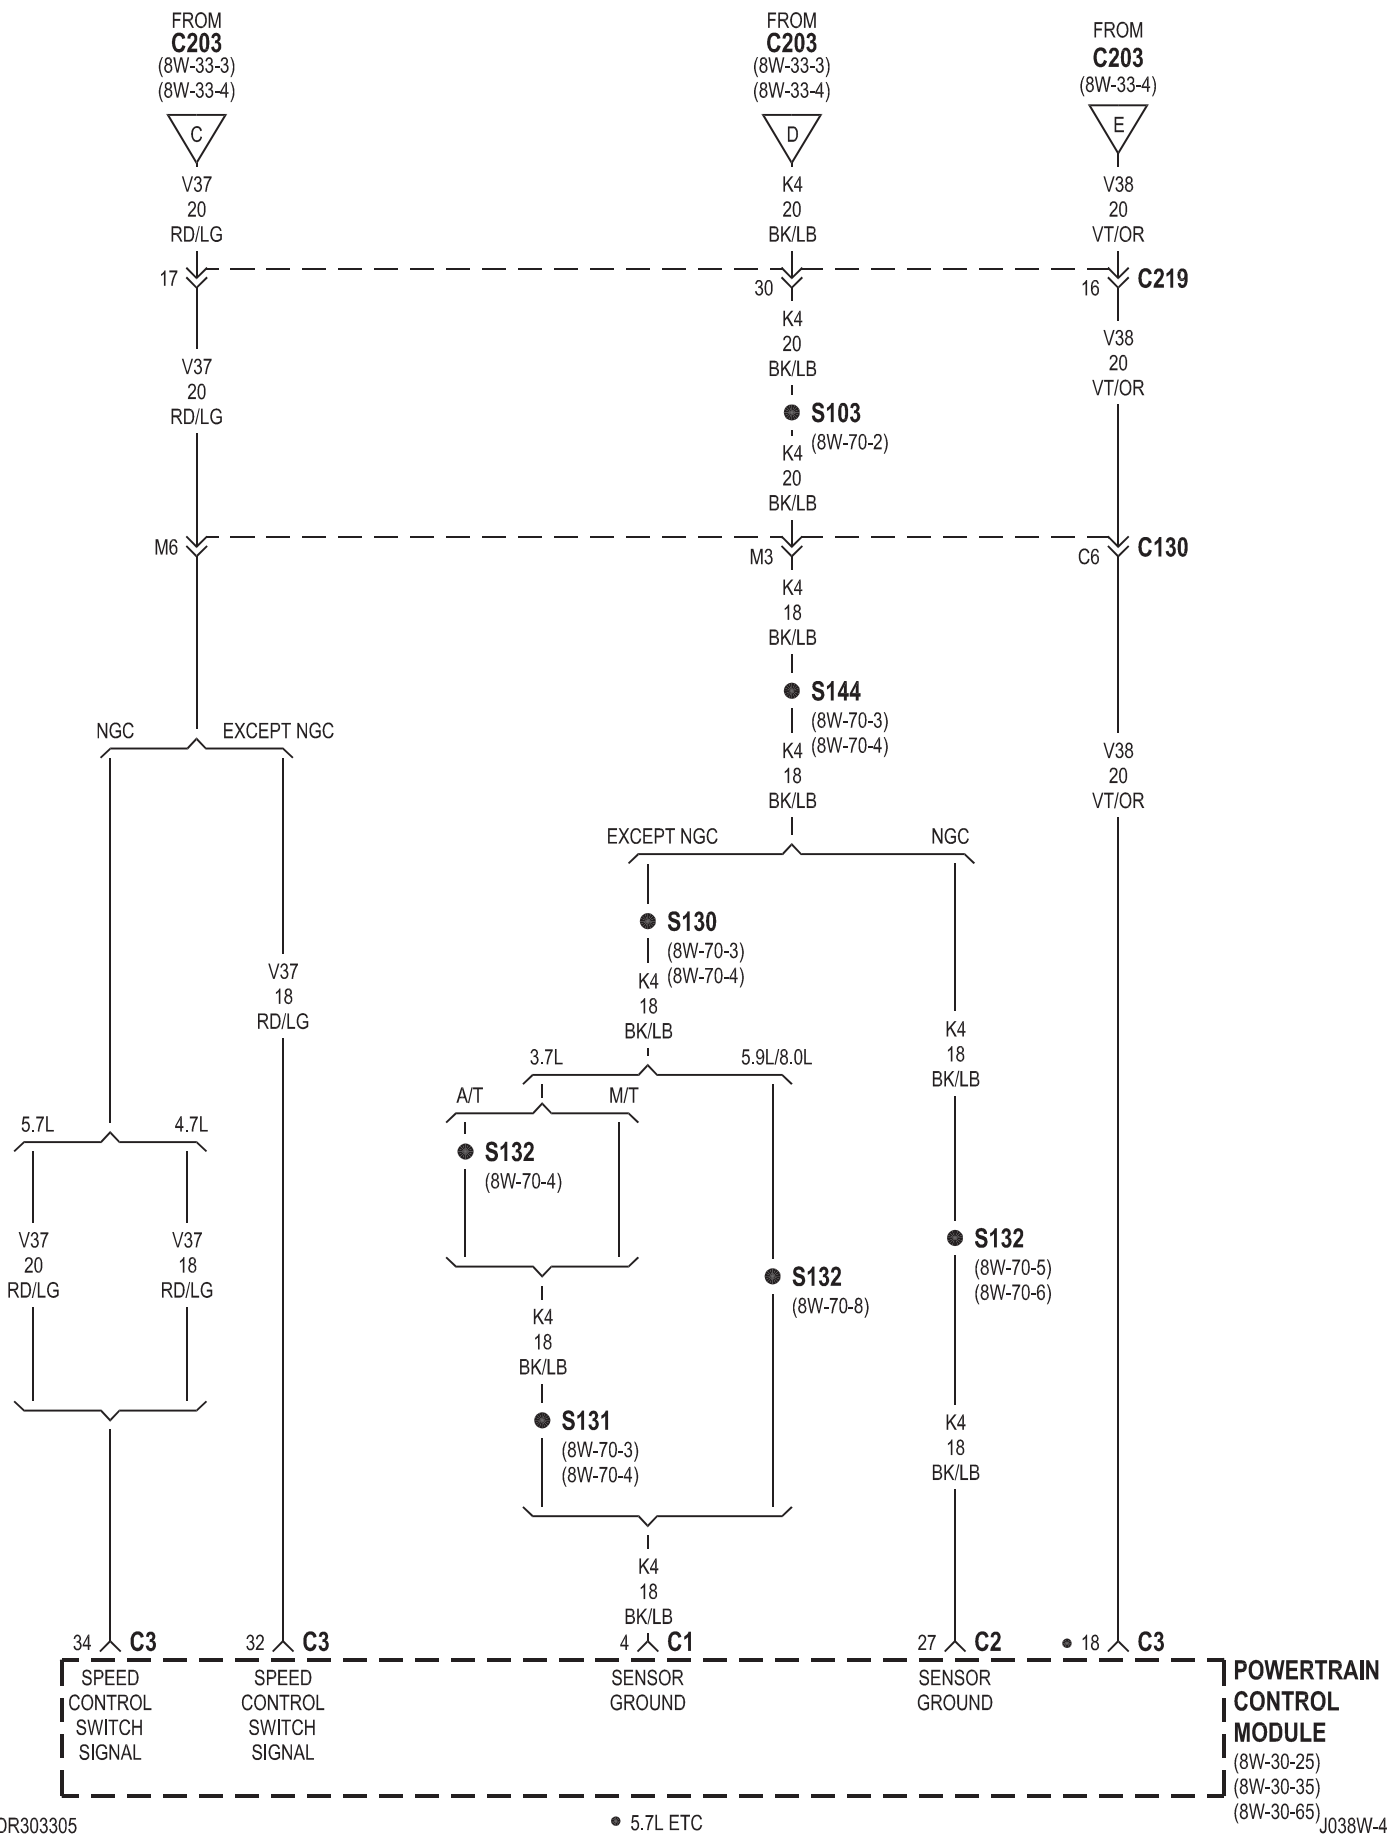 FROM
C203
(8W-33-3)
(8W-33-4)
C
V37
20
RD/LG
FROM
C203
(8W-33-3)
(8W-33-4)
D
K4
20
BK/LB
FROM
C203
(8W-33-4)
E
V38
20
VT/OR
17
30
16
C219
V37
20
RD/LG
K4
20
BK/LB
S103
(8W-70-2)
K4
20
BK/LB
V38
20
VT/OR
M6
M3
C6
C130
K4
18
BK/LB
S144
(8W-70-3)
(8W-70-4)
K4
18
BK/LB
V38
20
VT/OR
NGC
EXCEPT NGC
EXCEPT NGC
NGC
V37
18
RD/LG
S130
(8W-70-3)
(8W-70-4)
K4
18
BK/LB
K4
18
BK/LB
3.7L
5.9L/8.0L
A/T
M/T
5.7L
4.7L
S132
(8W-70-4)
V37
20
RD/LG
V37
18
RD/LG
S132
(8W-70-8)
S132
(8W-70-5)
(8W-70-6)
K4
18
BK/LB
S131
(8W-70-3)
(8W-70-4)
K4
18
BK/LB
K4
18
BK/LB
34 C3
32 C3
4 C1
27 C2
• 18 C3
SPEED
CONTROL
SWITCH
SIGNAL
SPEED
CONTROL
SWITCH
SIGNAL
SENSOR
GROUND
SENSOR
GROUND
POWERTRAIN
CONTROL
MODULE
(8W-30-25)
(8W-30-35)
(8W-30-65)
DR303305
• 5.7L ETC
J038W-4